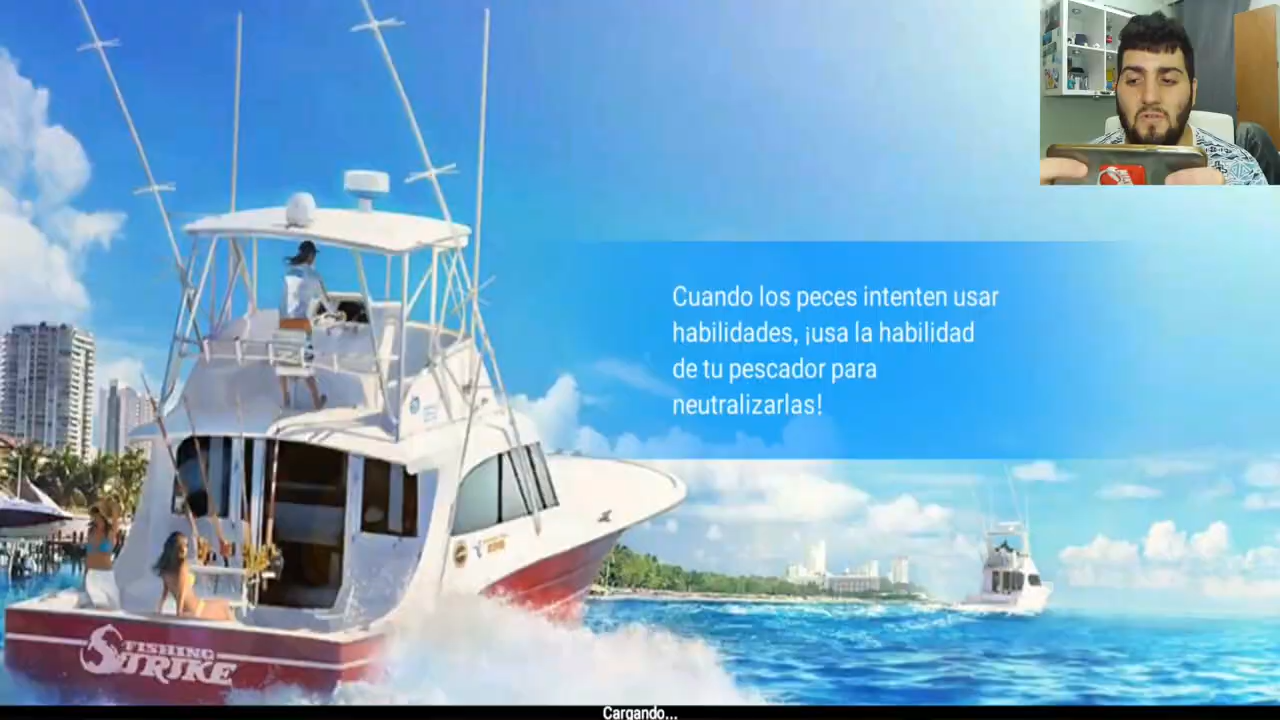 Cuando los peces intenten usar
habilidades, ¡usa la habilidad
de tu pescador para
neutralizarlas!
FISHING
STRIKE
Cargando...